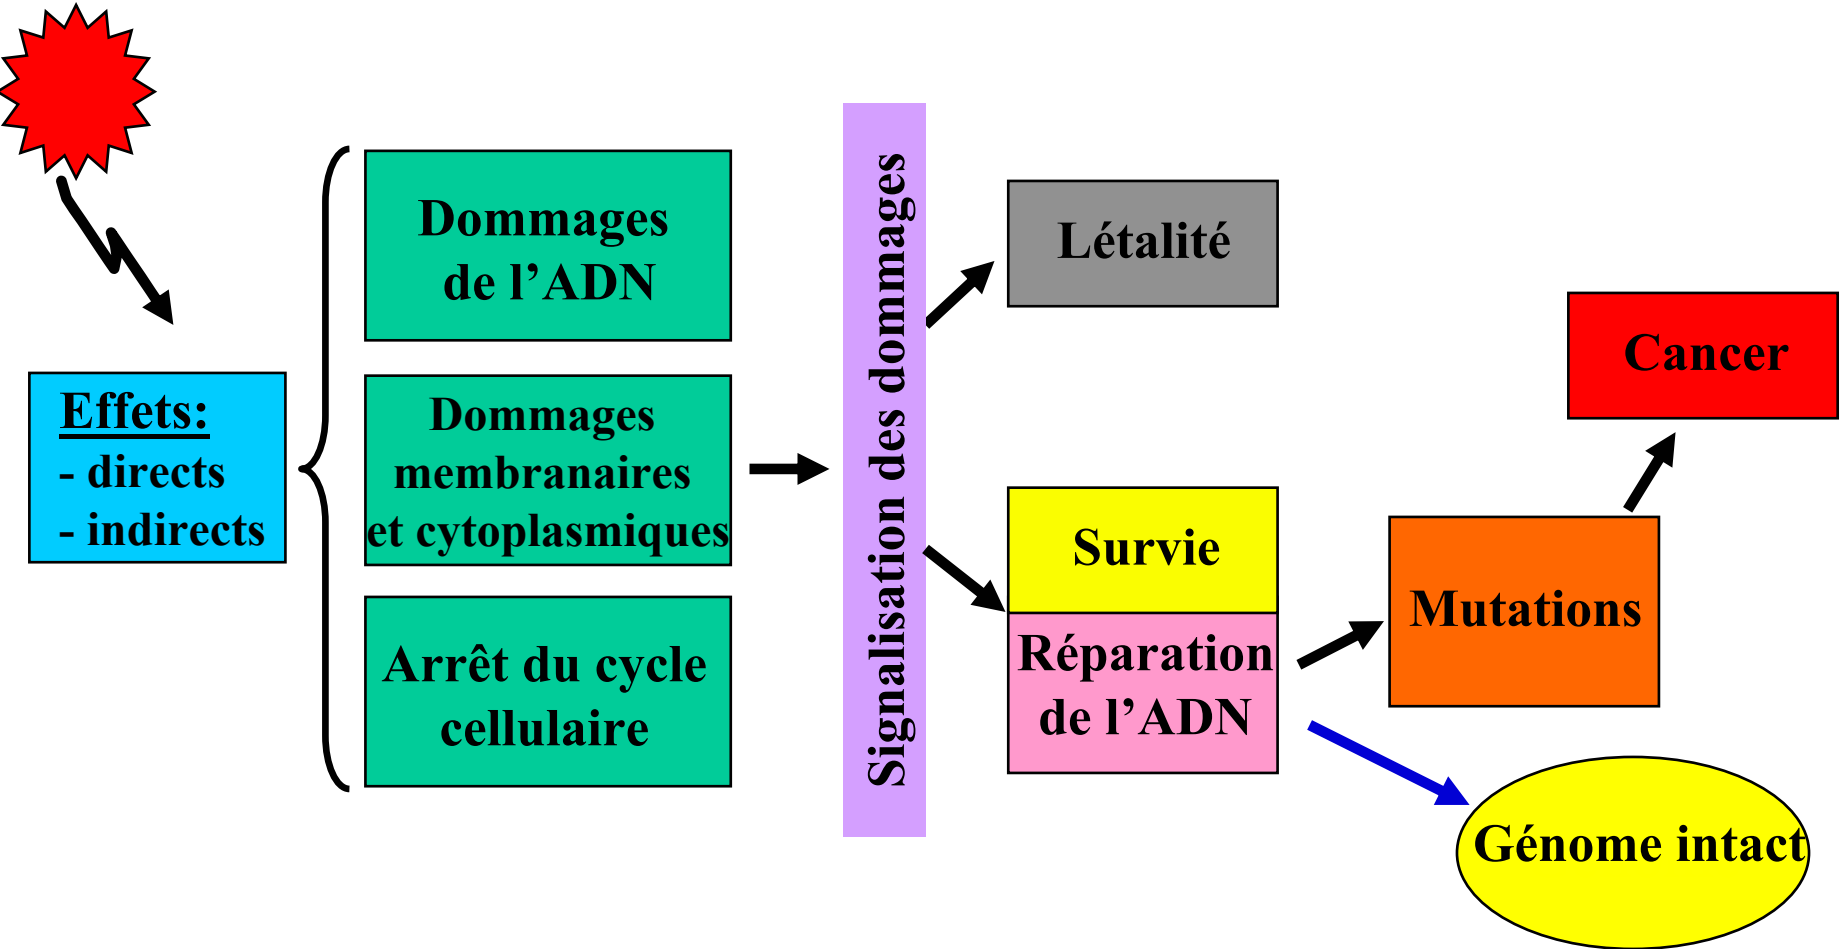 Effets:
- directs
- indirects
Dommages
de l’ADN
Dommages
membranaires
et cytoplasmiques
Arrêt du cycle
cellulaire
Signalisation des dommages
Létalité
Survie
Réparation
de l’ADN
Mutations
Cancer
Génome intact